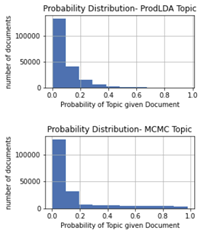 Probability Distribution- ProdLDA Topic
number of documents
100000
50000
0
0.0 0.2 0.4 0.6 0.8 1.0
Probability of Topic given Document
Probability Distribution- MCMC Topic
number of documents
100000
50000
0
0.0 0.2 0.4 0.6 0.8 1.0
Probability of Topic given Document